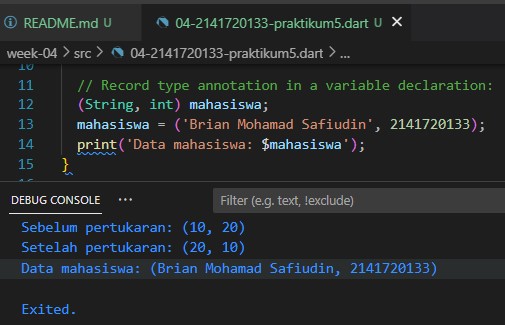 README.md U 04-2141720133-praktikum5.dart U
week-04 > src > 04-2141720133-praktikum5.dart > ...
10
11 // Record type annotation in a variable declaration:
12 (String, int) mahasiswa;
13 mahasiswa = ('Brian Mohamad Safiudin', 2141720133);
14 print('Data mahasiswa: $mahasiswa');
15 }
DEBUG CONSOLE ... Filter (e.g. text, !exclude)
Sebelum pertukaran: (10, 20)
Setelah pertukaran: (20, 10)
Data mahasiswa: (Brian Mohamad Safiudin, 2141720133)
Exited.